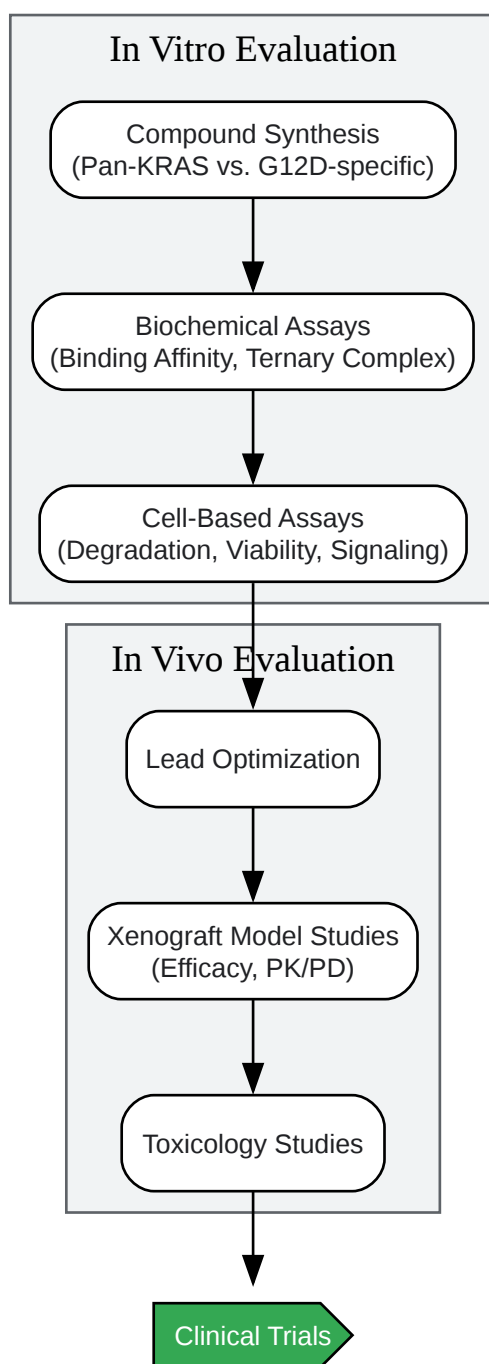 In Vitro Evaluation
Compound Synthesis
(Pan-KRAS vs. G12D-specific)
Biochemical Assays
(Binding Affinity, Ternary Complex)
Cell-Based Assays
(Degradation, Viability, Signaling)
In Vivo Evaluation
Lead Optimization
Xenograft Model Studies
(Efficacy, PK/PD)
Toxicology Studies
Clinical Trials